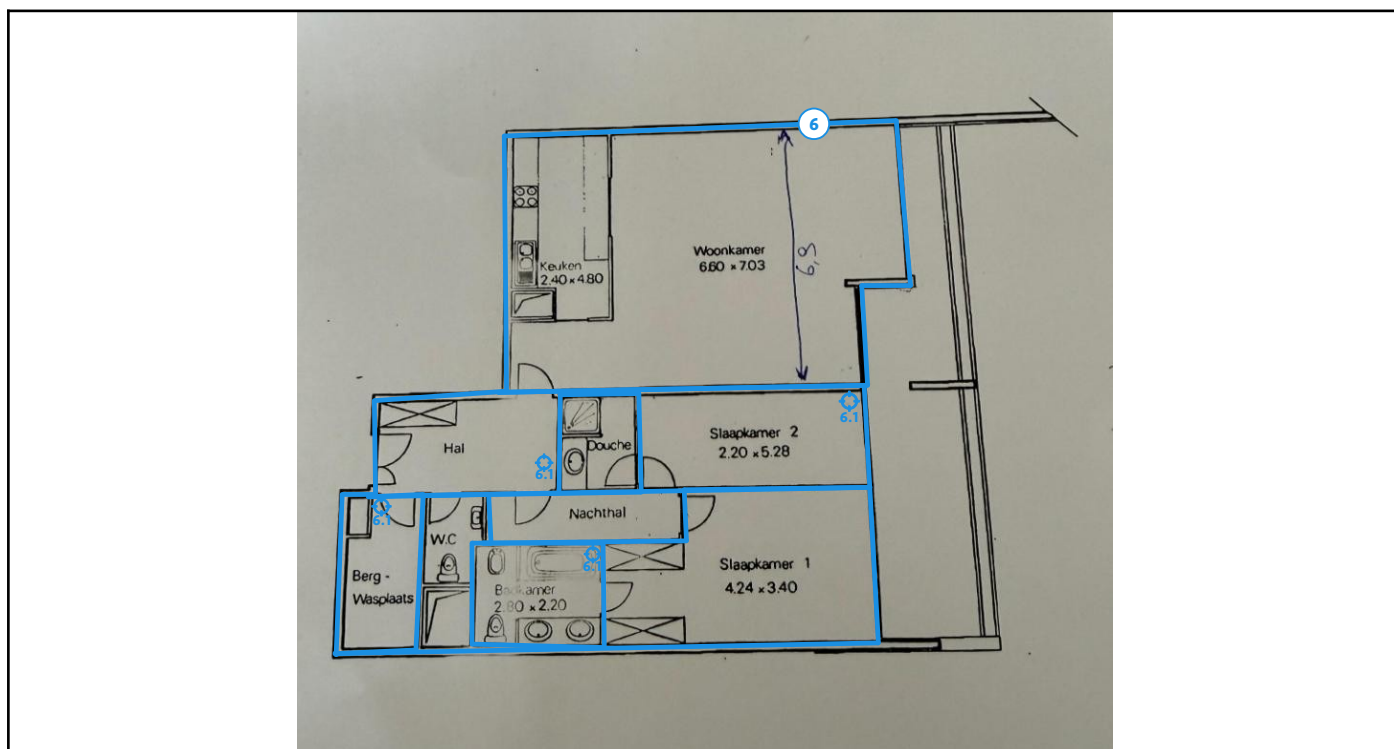 6
Woonkamer
6.60 × 7.03
6,8
Keuken
2.40 × 4.80
Hal
6.1
Douche
Slaapkamer 2
2.20 × 5.28
6.1
6.1
W.C
Nachthal
Berg -
Wasplaats
Badkamer
2.80 × 2.20
6.1
Slaapkamer 1
4.24 × 3.40